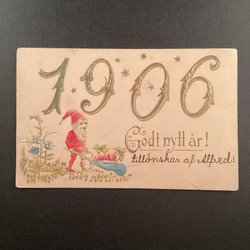 1906
Godt nytt år!
tillönskas af Alfred!